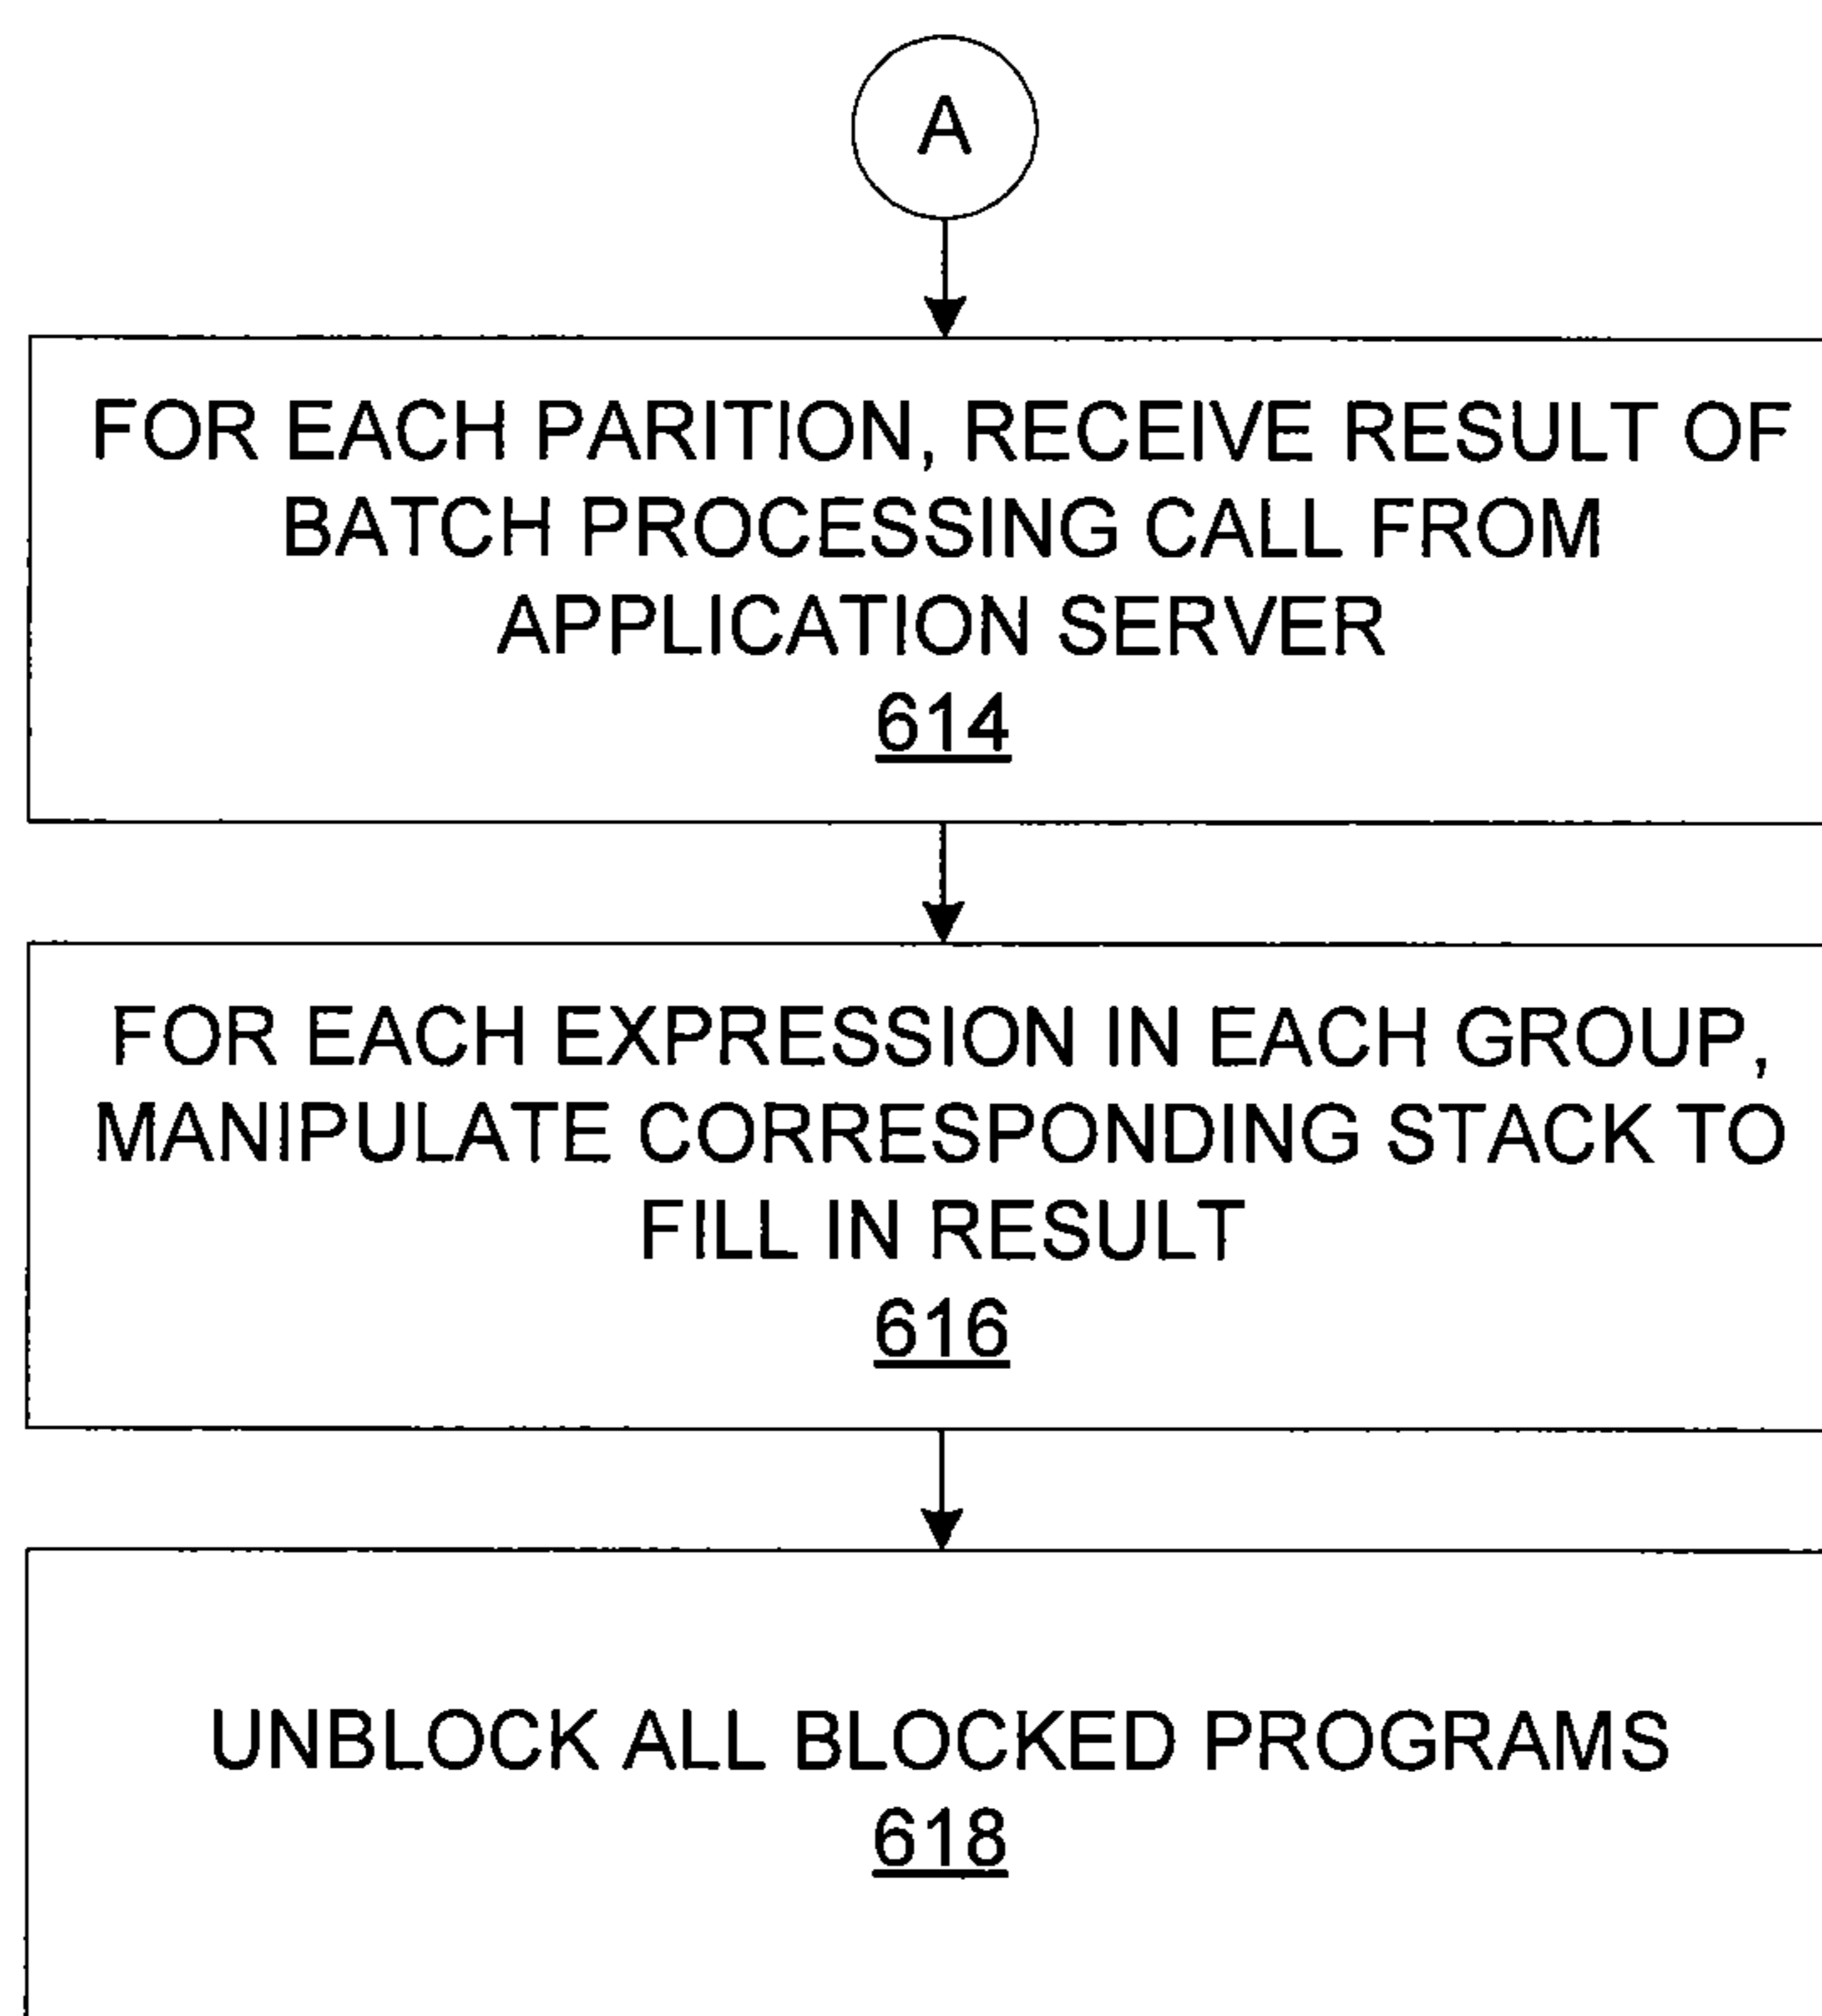 A
FOR EACH PARITION, RECEIVE RESULT OF
BATCH PROCESSING CALL FROM
APPLICATION SERVER
614
FOR EACH EXPRESSION IN EACH GROUP,
MANIPULATE CORRESPONDING STACK TO
FILL IN RESULT
616
UNBLOCK ALL BLOCKED PROGRAMS
618